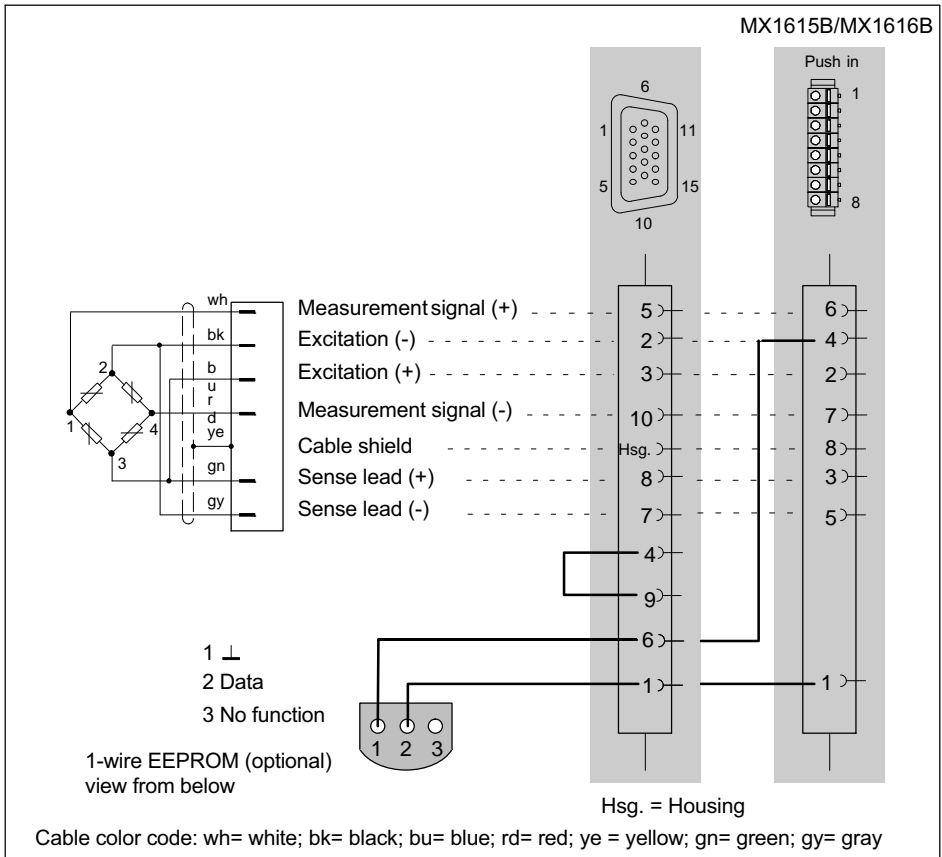 MX1615B/MX1616B
Push in
6
1
11
5
15
10
1
8
wh
Measurement signal (+)
5
6
bk
Excitation (-)
2
4
b
u
Excitation (+)
3
2
r
d
Measurement signal (-)
10
7
ye
Cable shield
Hsg.
8
gn
Sense lead (+)
8
3
gy
Sense lead (-)
7
5
2
1
4
3
4
9
6
1
1
1 ⊥
2 Data
3 No function
1 2 3
1-wire EEPROM (optional)
view from below
Hsg. = Housing
Cable color code: wh= white; bk= black; bu= blue; rd= red; ye = yellow; gn= green; gy= gray